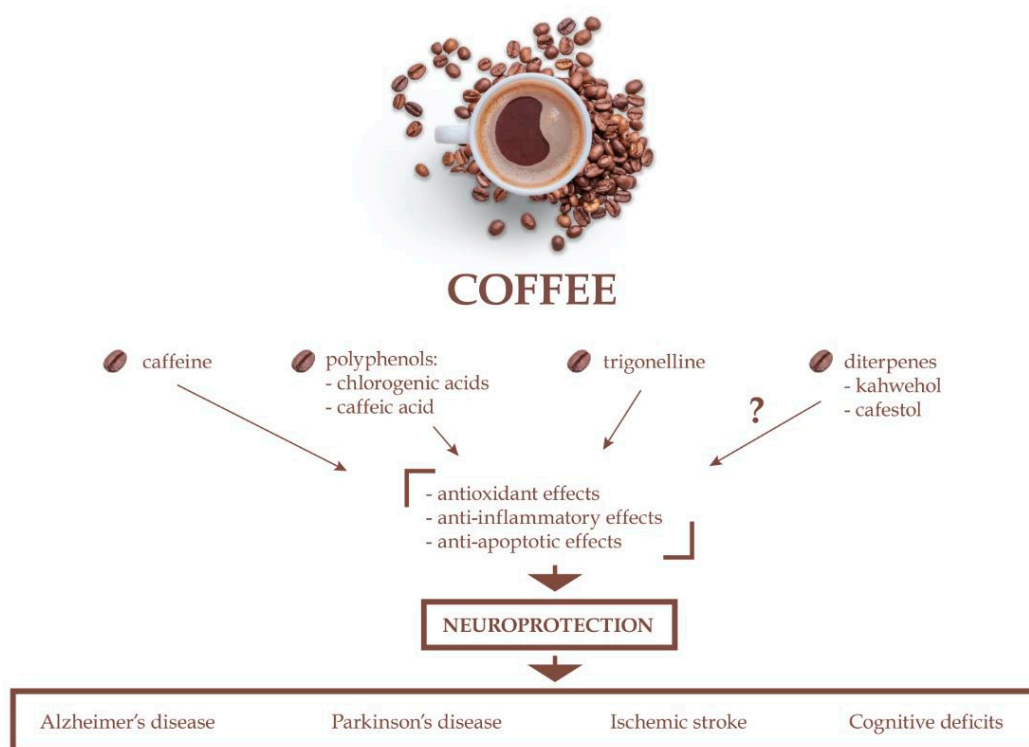 COFFEE
caffeine
polyphenols:
- chlorogenic acids
- caffeic acid
trigonelline
diterpenes
- kahwehol
- cafestol
?
- antioxidant effects
- anti-inflammatory effects
- anti-apoptotic effects
NEUROPROTECTION
Alzheimer's disease
Parkinson's disease
Ischemic stroke
Cognitive deficits